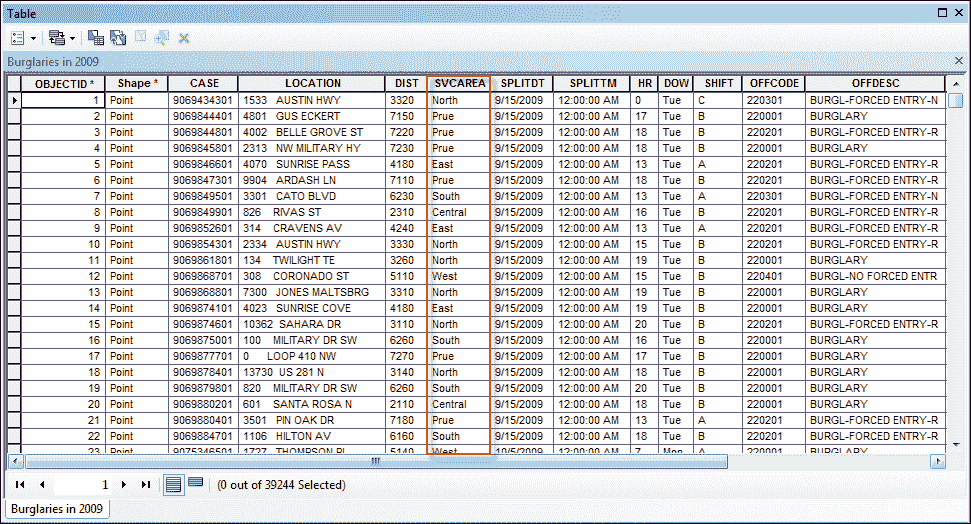 Table
Burglaries in 2009
OBJECTID * Shape * CASE LOCATION DIST SVCAREA SPLITDT SPLITTM HR DOW SHIFT OFFCODE OFFDESC
1 Point 9069434301 1533 AUSTIN HWY 3320 North 9/15/2009 12:00:00 AM 0 Tue C 220301 BURGL-FORCED ENTRY-N
2 Point 9069844401 4801 GUS ECKERT 7150 Prue 9/15/2009 12:00:00 AM 17 Tue B 220001 BURGLARY
3 Point 9069844801 4002 BELLE GROVE ST 7220 Prue 9/15/2009 12:00:00 AM 18 Tue B 220201 BURGL-FORCED ENTRY-R
4 Point 9069845801 2313 NW MILITARY HY 7230 Prue 9/15/2009 12:00:00 AM 18 Tue B 220001 BURGLARY
5 Point 9069846601 4070 SUNRISE PASS 4180 East 9/15/2009 12:00:00 AM 13 Tue A 220201 BURGL-FORCED ENTRY-R
6 Point 9069847301 9904 ARDASH LN 7110 Prue 9/15/2009 12:00:00 AM 18 Tue B 220201 BURGL-FORCED ENTRY-R
7 Point 9069849501 3301 CATO BLVD 6230 South 9/15/2009 12:00:00 AM 13 Tue A 220301 BURGL-FORCED ENTRY-N
8 Point 9069849901 826 RIVAS ST 2310 Central 9/15/2009 12:00:00 AM 16 Tue B 220201 BURGL-FORCED ENTRY-R
9 Point 9069852601 314 CRAVENS AV 4240 East 9/15/2009 12:00:00 AM 13 Tue A 220201 BURGL-FORCED ENTRY-R
10 Point 9069854301 2334 AUSTIN HWY 3330 North 9/15/2009 12:00:00 AM 15 Tue B 220201 BURGL-FORCED ENTRY-R
11 Point 9069861801 134 TWILIGHT TE 3260 North 9/15/2009 12:00:00 AM 19 Tue B 220001 BURGLARY
12 Point 9069868701 308 CORONADO ST 5110 West 9/15/2009 12:00:00 AM 15 Tue B 220401 BURGL-NO FORCED ENTR
13 Point 9069868801 7300 JONES MALTSBRG 3310 North 9/15/2009 12:00:00 AM 19 Tue B 220001 BURGLARY
14 Point 9069874101 4023 SUNRISE COVE 4180 East 9/15/2009 12:00:00 AM 19 Tue B 220001 BURGLARY
15 Point 9069874601 10362 SAHARA DR 3110 North 9/15/2009 12:00:00 AM 20 Tue B 220201 BURGL-FORCED ENTRY-R
16 Point 9069875001 100 MILITARY DR SW 6260 South 9/15/2009 12:00:00 AM 18 Tue B 220001 BURGLARY
17 Point 9069877701 0 LOOP 410 NW 7270 Prue 9/15/2009 12:00:00 AM 17 Tue B 220001 BURGLARY
18 Point 9069878401 13730 US 281 N 3140 North 9/15/2009 12:00:00 AM 18 Tue B 220001 BURGLARY
19 Point 9069879801 820 MILITARY DR SW 6260 South 9/15/2009 12:00:00 AM 20 Tue B 220001 BURGLARY
20 Point 9069880201 601 SANTA ROSA N 2110 Central 9/15/2009 12:00:00 AM 18 Tue B 220001 BURGLARY
21 Point 9069880401 3501 PIN OAK DR 7180 Prue 9/15/2009 12:00:00 AM 13 Tue A 220201 BURGL-FORCED ENTRY-R
22 Point 9069884701 1106 HILTON AV 6160 South 9/15/2009 12:00:00 AM 18 Tue B 220201 BURGL-FORCED ENTRY-R
23 Point 9075346501 1727 THOMPSON PL 5140 West 10/5/2009 12:00:00 AM 7 Mon A 220001 BURGLARY
1 (0 out of 39244 Selected)
Burglaries in 2009